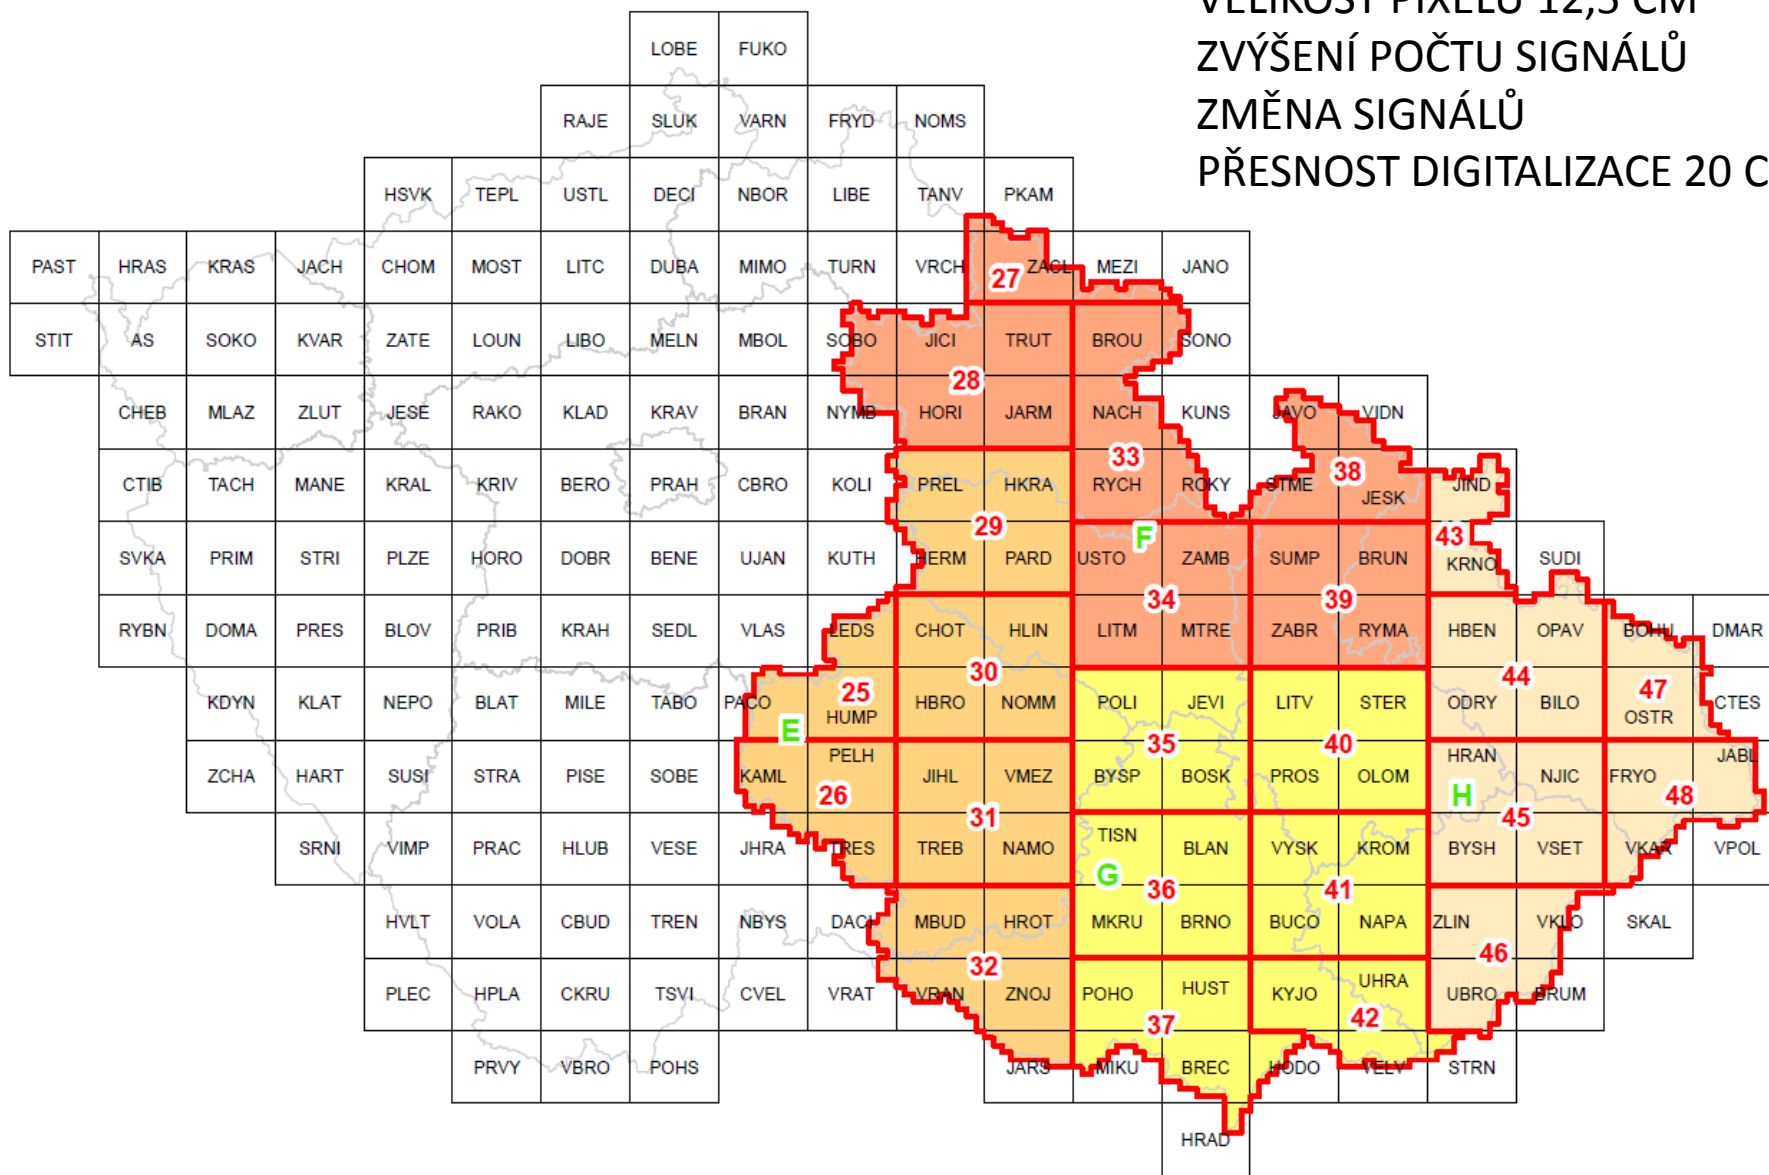 VELIKOST PIXELU 12,5 CM
ZVÝŠENÍ POČTU SIGNÁLŮ
ZMĚNA SIGNÁLŮ
PŘESNOST DIGITALIZACE 20 C
LOBE FUKO
RAJE SLUK VARN FRYD NOMS
HSVK TEPL USTL DECI NBOR LIBE TANV PKAM
PAST HRAS KRAS JACH CHOM MOST LITC DUBA MIMO TURN VRCH ZACL MEZI JANO
27
STIT AS SOKO KVAR ZATE LOUN LIBO MELN MBOL SOBO JICI TRUT BROU SONO
28
CHEB MLAZ ZLUT JESE RAKO KLAD KRAV BRAN NYMB HORI JARM NACH KUNS JAVO VIDN
33 38
CTIB TACH MANE KRAL KRIV BERO PRAH CBRO KOLI PREL HKRA RYCH ROKY STME JESK JIND
29 F 43
SVKA PRIM STRI PLZE HORO DOBR BENE UJAN KUTH HERM PARD USTO ZAMB SUMP BRUN KRNO SUDI
34 39
RYBN DOMA PRES BLOV PRIB KRAH SEDL VLAS LEDS CHOT HLIN LITM MTRE ZABR RYMA HBEN OPAV BOHU DMAR
30 25 44 47
KDYN KLAT NEPO BLAT MILE TABO PACO HUMP HBRO NOMM POLI JEVI LITV STER ODRY BILO OSTR CTES
E 35 40
ZCHA HART SUSI STRA PISE SOBE KAML PELH JIHL VMEZ BYSP BOSK PROS OLOM HRAN NJIC FRYO JABL
26 31 H 45 48
SRNI VIMP PRAC HLUB VESE JHRA TRES TREB NAMO TISN BLAN VYSK KROM BYSH VSET VKAR VPOL
G 36 41
HVLT VOLA CBUD TREN NBYS DACI MBUD HROT MKRU BRNO BUCO NAPA ZLIN VKLO SKAL
32 46
PLEC HPLA CKRU TSVI CVEL VRAT VRAN ZNOJ POHO HUST KYJO UHRA UBRO BRUM
37 42
PRVY VBRO POHS JARS MIKU BREC HODO VELV STRN
HRAD